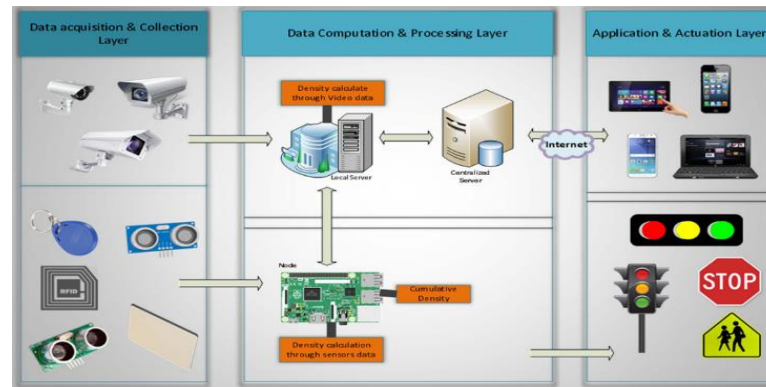 Data acquisition & Collection
Layer
Data Computation & Processing Layer
Application & Actuation Layer
Density calculate
through Video data
Local Server
Centralized
Server
Internet
Node
RFID
Cumulative
Density
Density calculation
through sensors data
STOP